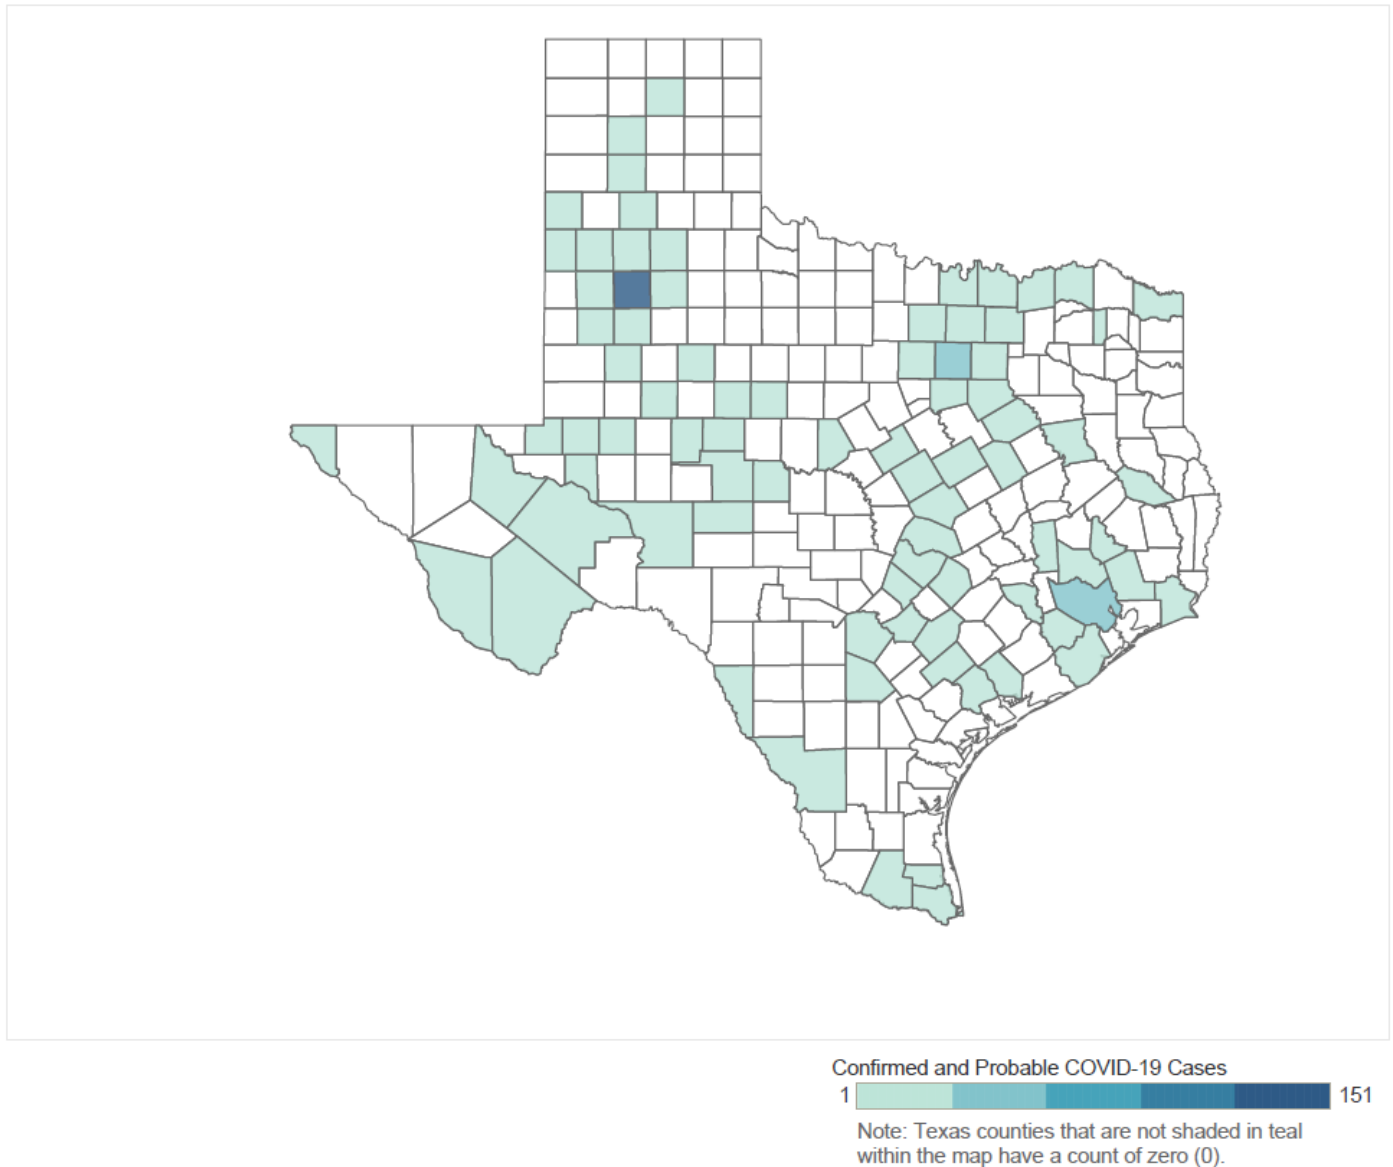 Confirmed and Probable COVID-19 Cases
1 151
Note: Texas counties that are not shaded in teal
within the map have a count of zero (0).